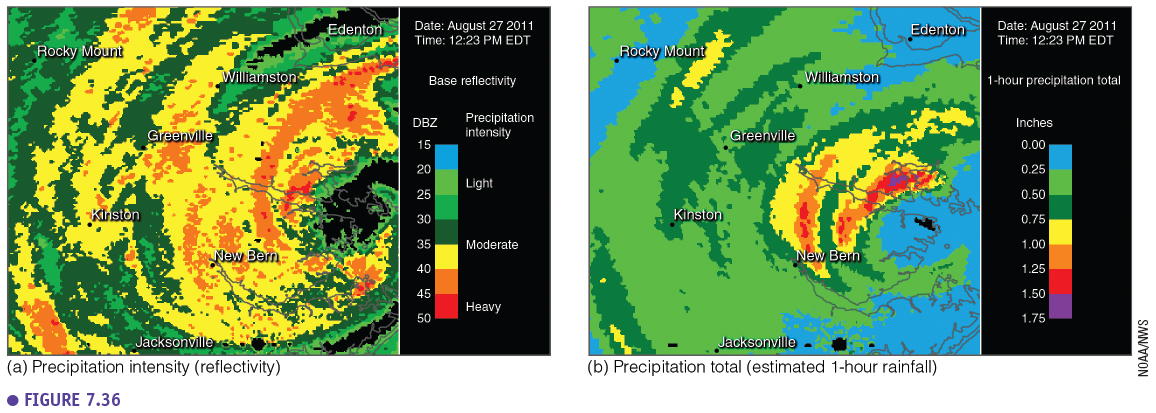 Rocky Mount
Edenton
Williamston
Greenville
Kinston
New Bern
Jacksonville
Date: August 27 2011
Time: 12:23 PM EDT
Base reflectivity
DBZ
Precipitation
intensity
15
20
25
30
35
40
45
50
Light
Moderate
Heavy
(a) Precipitation intensity (reflectivity)
Rocky Mount
Edenton
Williamston
Greenville
Kinston
New Bern
Jacksonville
Date: August 27 2011
Time: 12:23 PM EDT
1-hour precipitation total
Inches
0.00
0.25
0.50
0.75
1.00
1.25
1.50
1.75
NOAA/NWS
(b) Precipitation total (estimated 1-hour rainfall)
● FIGURE 7.36